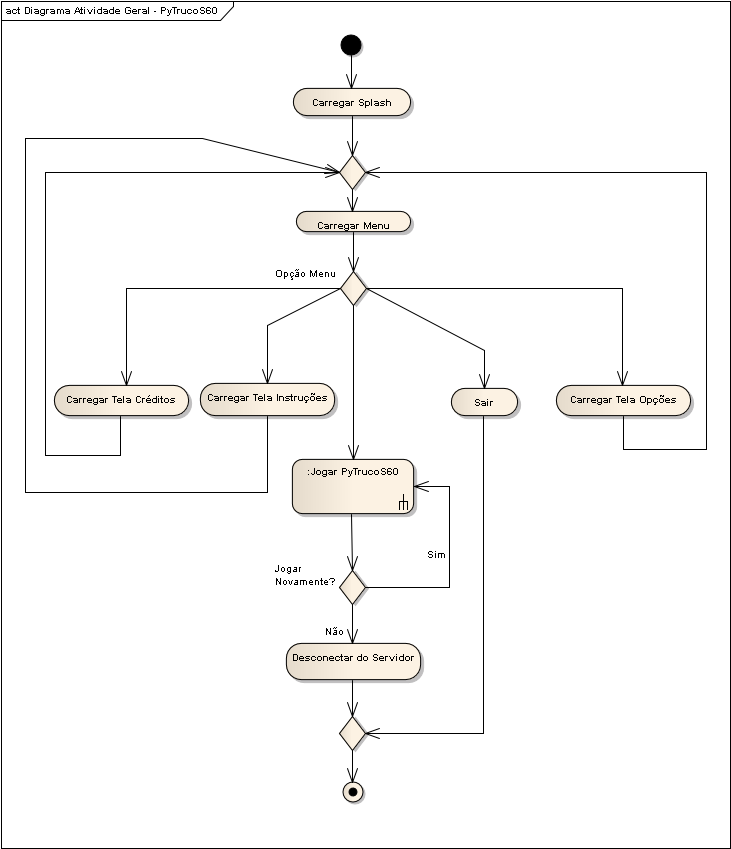 act Diagrama Atividade Geral - PyTrucoS60
Carregar Splash
Carregar Menu
Opção Menu
Carregar Tela Créditos
Carregar Tela Instruções
Sair
Carregar Tela Opções
:Jogar PyTrucoS60
Sim
Jogar
Novamente?
Não
Desconectar do Servidor